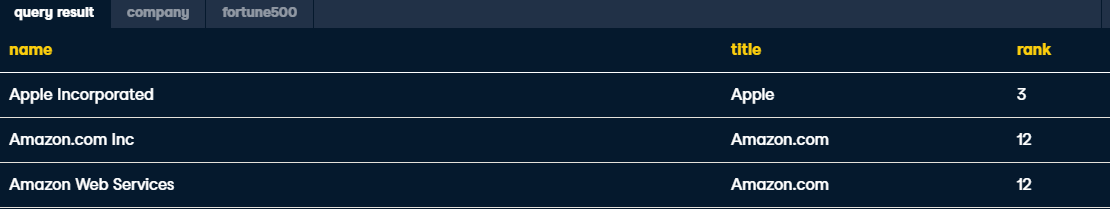 query result company fortune500
name title rank
Apple Incorporated Apple 3
Amazon.com Inc Amazon.com 12
Amazon Web Services Amazon.com 12